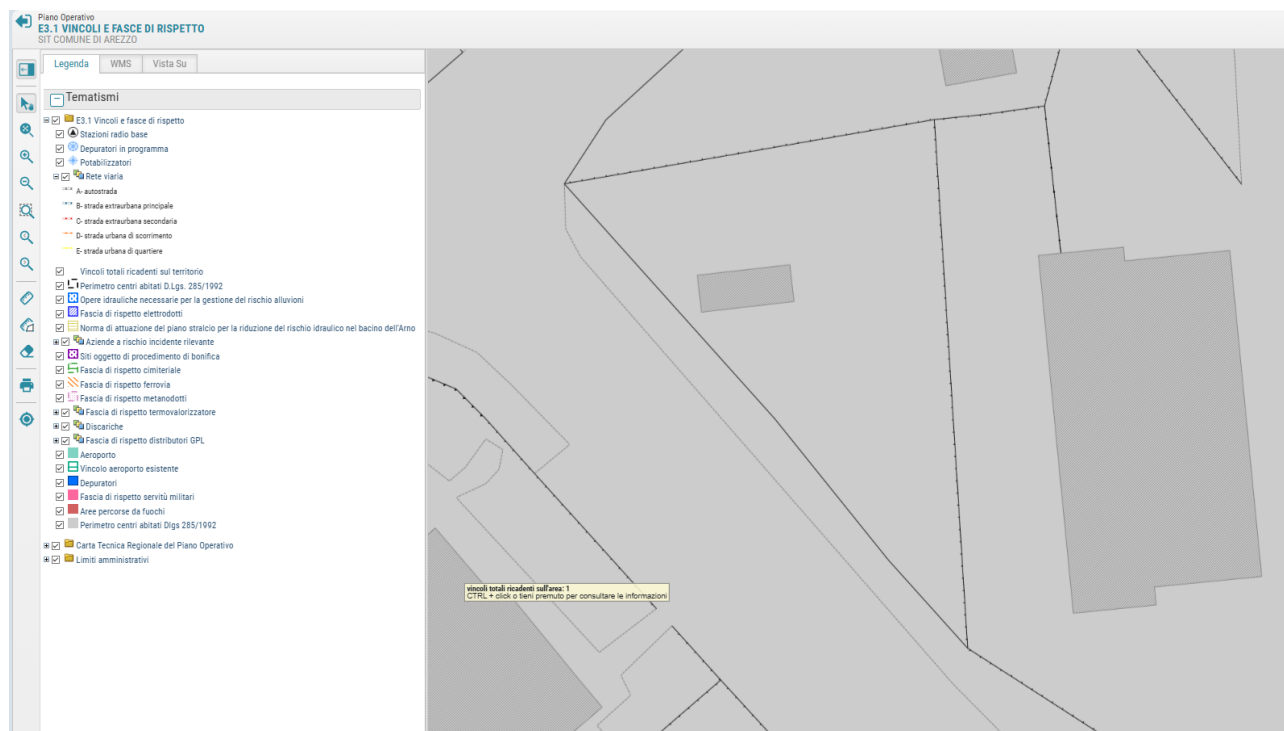 Piano Operativo
E3.1 VINCOLI E FASCE DI RISPETTO
SIT COMUNE DI AREZZO
Legenda WMS Vista Su
Tematismi
E3.1 Vincoli e fasce di rispetto
Stazioni radio base
Depuratori in programma
Potabilizzatori
Rete viaria
A- autostrada
B- strada extraurbana principale
C- strada extraurbana secondaria
D- strada urbana di scorrimento
E- strada urbana di quartiere
Vincoli totali ricadenti sul territorio
Perimetro centri abitati D.Lgs. 285/1992
Opere idrauliche necessarie per la gestione del rischio alluvioni
Fascia di rispetto elettrodotti
Norma di attuazione del piano stralcio per la riduzione del rischio idraulico nel bacino dell'Arno
Aziende a rischio incidente rilevante
Siti oggetto di procedimento di bonifica
Fascia di rispetto cimiteriale
Fascia di rispetto ferrovia
Fascia di rispetto metanodotti
Fascia di rispetto termovalorizzatore
Discariche
Fascia di rispetto distributori GPL
Aeroporto
Vincolo aeroporto esistente
Depuratori
Fascia di rispetto servitù militari
Aree percorse da fuochi
Perimetro centri abitati Dlgs 285/1992
Carta Tecnica Regionale del Piano Operativo
Limiti amministrativi
vincoli totali ricadenti sull'area: 1
CTRL + click o tieni premuto per consultare le informazioni